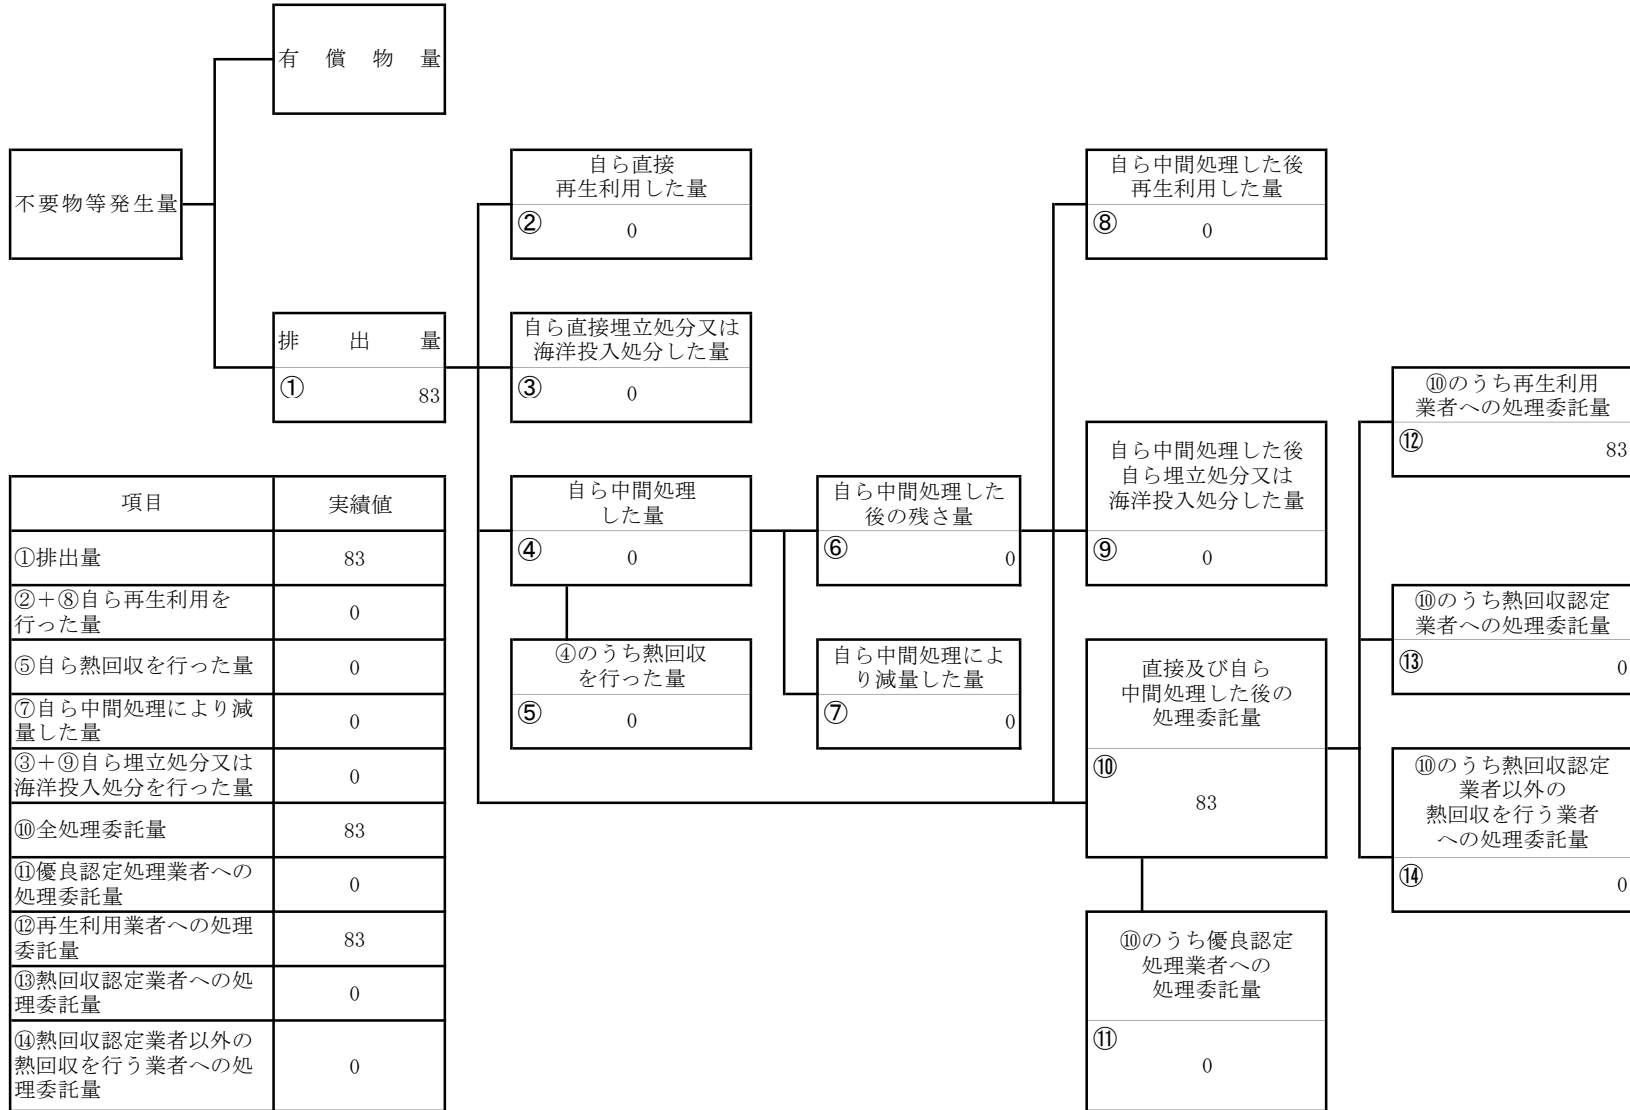 有償物量
不要物等発生量
排出量
① 83
自ら直接
再生利用した量
② 0
自ら直接埋立処分又は
海洋投入処分した量
③ 0
自ら中間処理
した量
④ 0
④のうち熱回収
を行った量
⑤ 0
自ら中間処理した
後の残さ量
⑥ 0
自ら中間処理によ
り減量した量
⑦ 0
自ら中間処理した後
再生利用した量
⑧ 0
自ら中間処理した後
自ら埋立処分又は
海洋投入処分した量
⑨ 0
直接及び自ら
中間処理した後の
処理委託量
⑩
83
⑩のうち優良認定
処理業者への
処理委託量
⑪
0
⑩のうち再生利用
業者への処理委託量
⑫ 83
⑩のうち熱回収認定
業者への処理委託量
⑬ 0
⑩のうち熱回収認定
業者以外の
熱回収を行う業者
への処理委託量
⑭ 0
項目 実績値
①排出量 83
②+⑧自ら再生利用を
行った量 0
⑤自ら熱回収を行った量 0
⑦自ら中間処理により減
量した量 0
③+⑨自ら埋立処分又は
海洋投入処分を行った量 0
⑩全処理委託量 83
⑪優良認定処理業者への
処理委託量 0
⑫再生利用業者への処理
委託量 83
⑬熱回収認定業者への処
理委託量 0
⑭熱回収認定業者以外の
熱回収を行う業者への処
理委託量 0